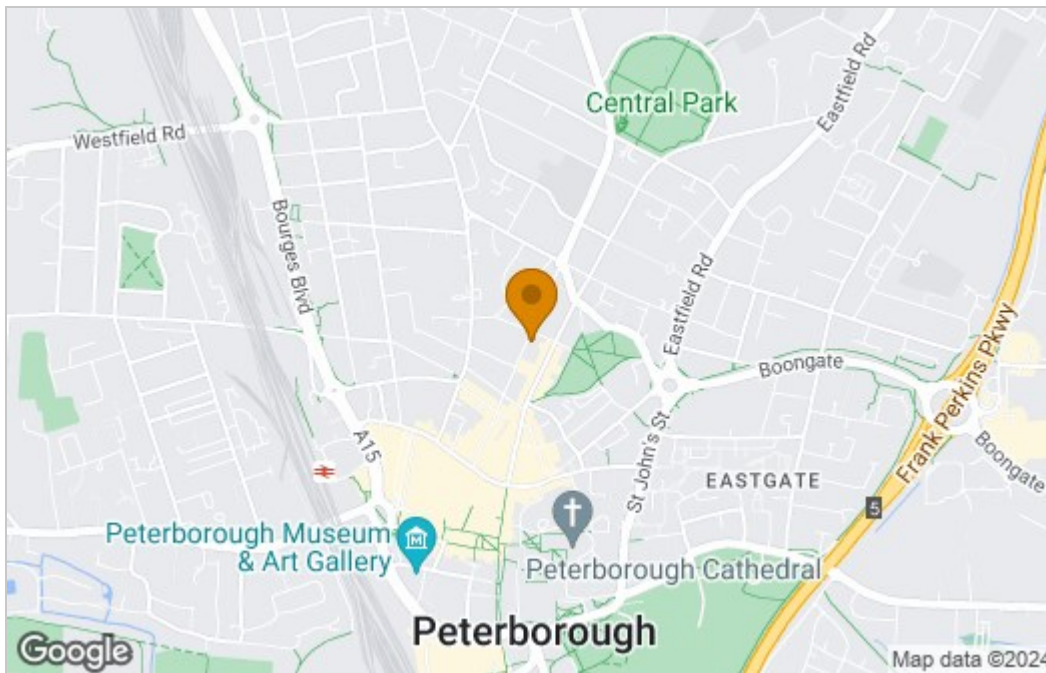 Central Park
Eastfield Rd
Westfield Rd
Bourges Blvd
Eastfield Rd
Frank Perkins Pkwy
Boongate
A15
St John's St
Boongate
EASTGATE
5
Peterborough Museum
& Art Gallery
M
Peterborough Cathedral
Peterborough
Google
Map data ©2024